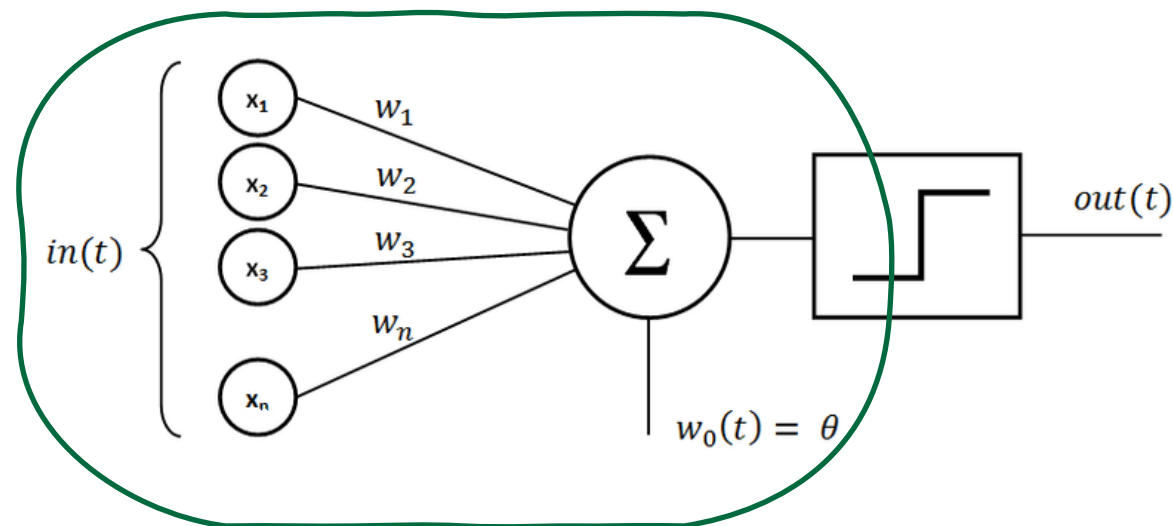 x₁
w₁
x₂
w₂
out(t)
in(t)
x₃
w₃
Σ
wₙ
xₙ
w₀(t) = θ